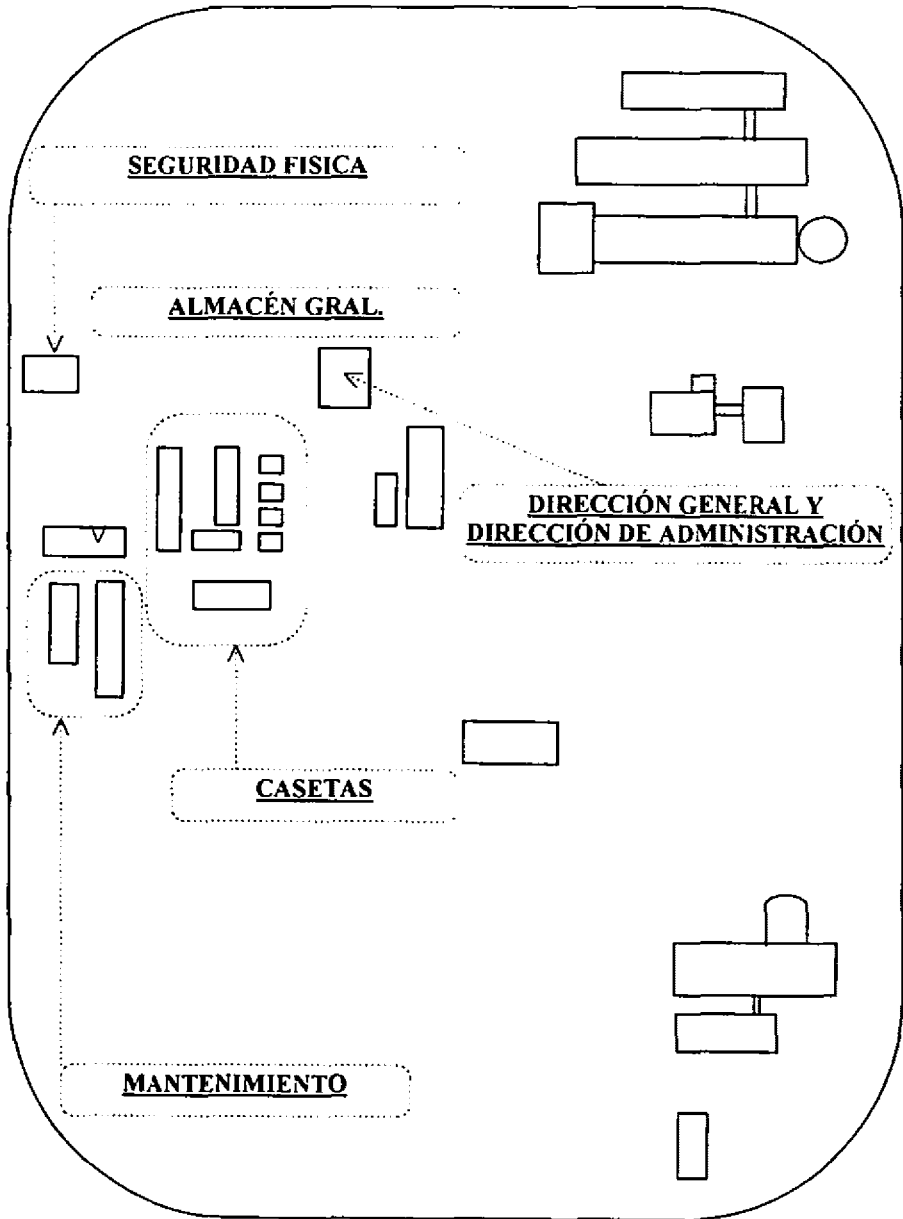 SEGURIDAD FISICA
ALMACÉN GRAL.
DIRECCIÓN GENERAL Y
DIRECCIÓN DE ADMINISTRACIÓN
CASETAS
MANTENIMIENTO